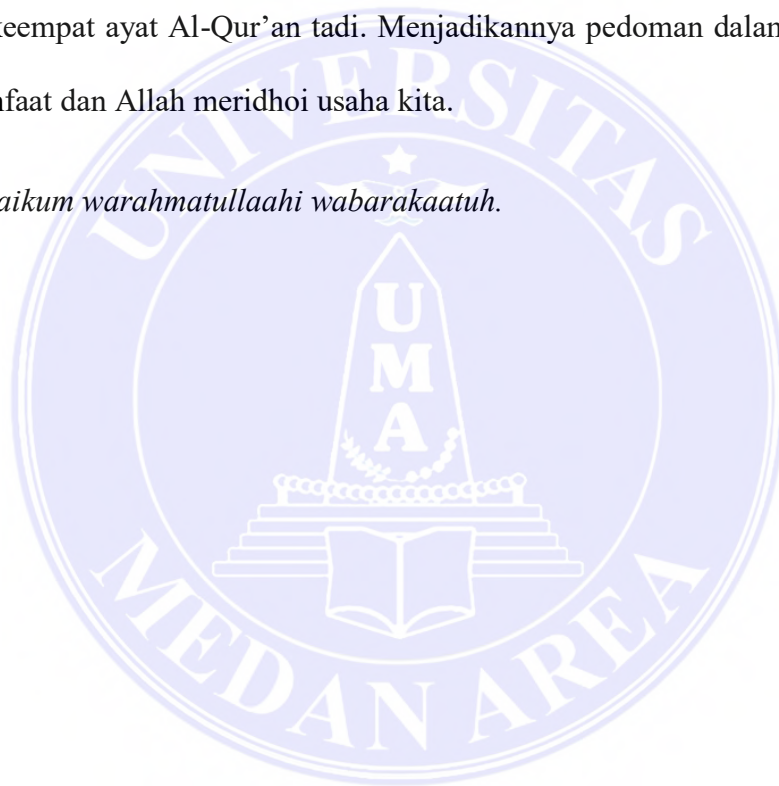 keempat ayat Al-Qur’an tadi. Menjadikannya pedoman dalam
nfaat dan Allah meridhoi usaha kita.
aikum warahmatullaahi wabarakaatuh.
UNIVERSITAS
UMA
MEDAN AREA